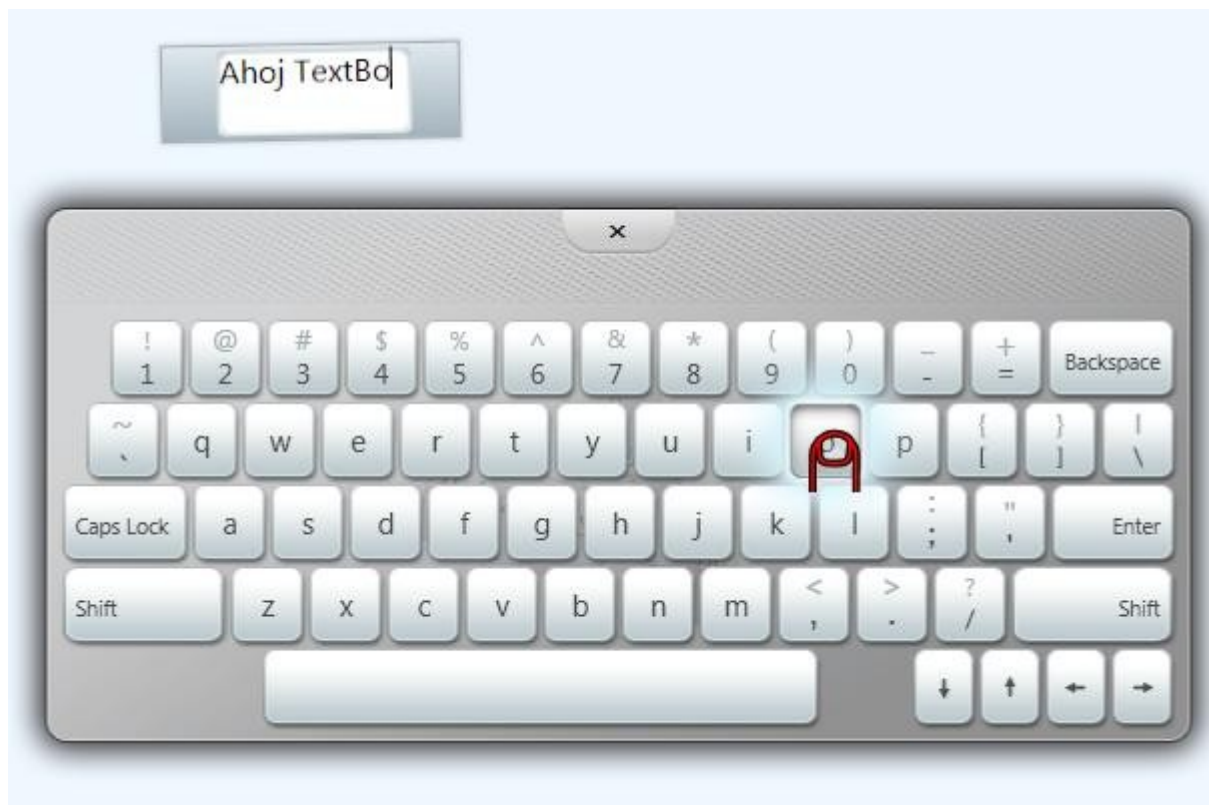 Ahoj TextBo
×
! @ # $ % ^ & * ( ) _ +
1 2 3 4 5 6 7 8 9 0 - = Backspace
~ { } |
` q w e r t y u i o p [ ] \
: "
Caps Lock a s d f g h j k l ; ' Enter
< > ?
Shift z x c v b n m , . / Shift
↓ ↑ ← →